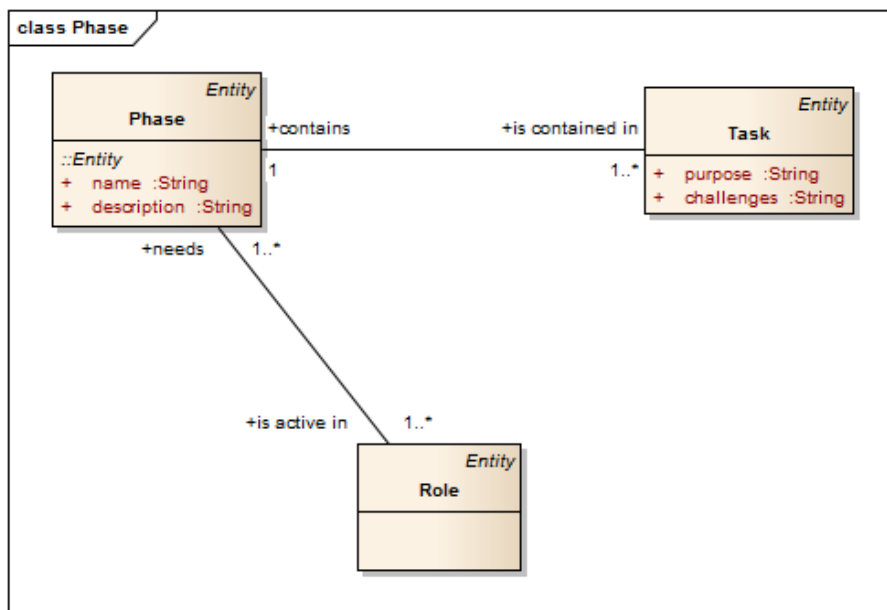 class Phase
Entity
Phase
::Entity
+ name :String
+ description :String
+contains
1
+is contained in
1..*
Entity
Task
+ purpose :String
+ challenges :String
+needs
1..*
+is active in
1..*
Entity
Role